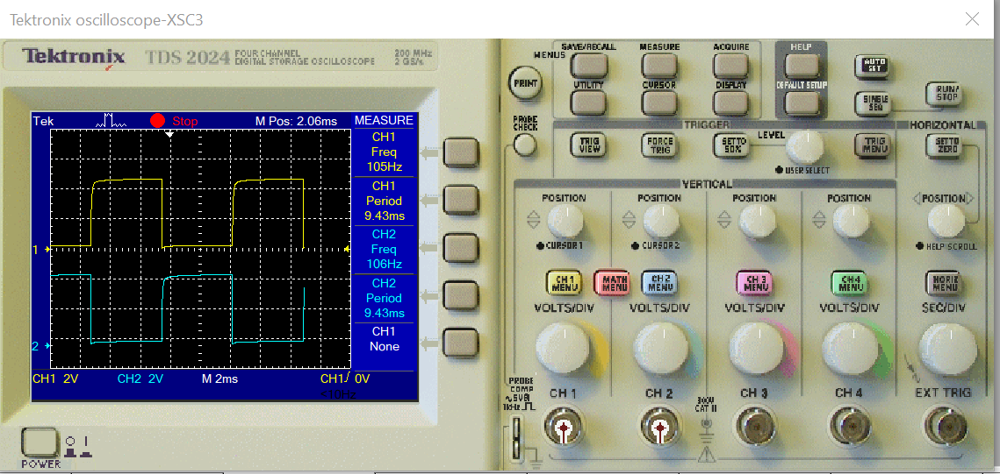 Tektronix oscilloscope-XSC3
Tektronix TDS 2024 FOUR CHANNEL
DIGITAL STORAGE OSCILLOSCOPE
200 MHz
2 GS/s
Tek Stop M Pos: 2.06ms MEASURE
CH1
Freq
105Hz
CH1
Period
9.43ms
CH2
Freq
106Hz
CH2
Period
9.43ms
CH1
None
1
2
CH1 2V CH2 2V M 2ms CH1 0V
<10Hz
POWER
MENUS
SAVE/RECALL MEASURE ACQUIRE
UTILITY CURSOR DISPLAY
HELP
DEFAULT SETUP
AUTO
SET
SINGLE
SEQ
RUN/
STOP
PRINT
PROBE
CHECK
TRIGGER
TRIG
VIEW
FORCE
TRIG
SET TO
50%
LEVEL
USER SELECT
TRIG
MENU
HORIZONTAL
SET TO
ZERO
VERTICAL
POSITION POSITION POSITION POSITION POSITION
CURSOR 1 CURSOR 2 HELP SCROLL
CH 1
MENU
MATH
MENU
CH 2
MENU
CH 3
MENU
CH 4
MENU
HORIZ
MENU
VOLTS/DIV VOLTS/DIV VOLTS/DIV VOLTS/DIV SEC/DIV
PROBE
COMP
~5V@
1kHz
CH 1 CH 2 CH 3 CH 4 EXT TRIG
300V
CAT II